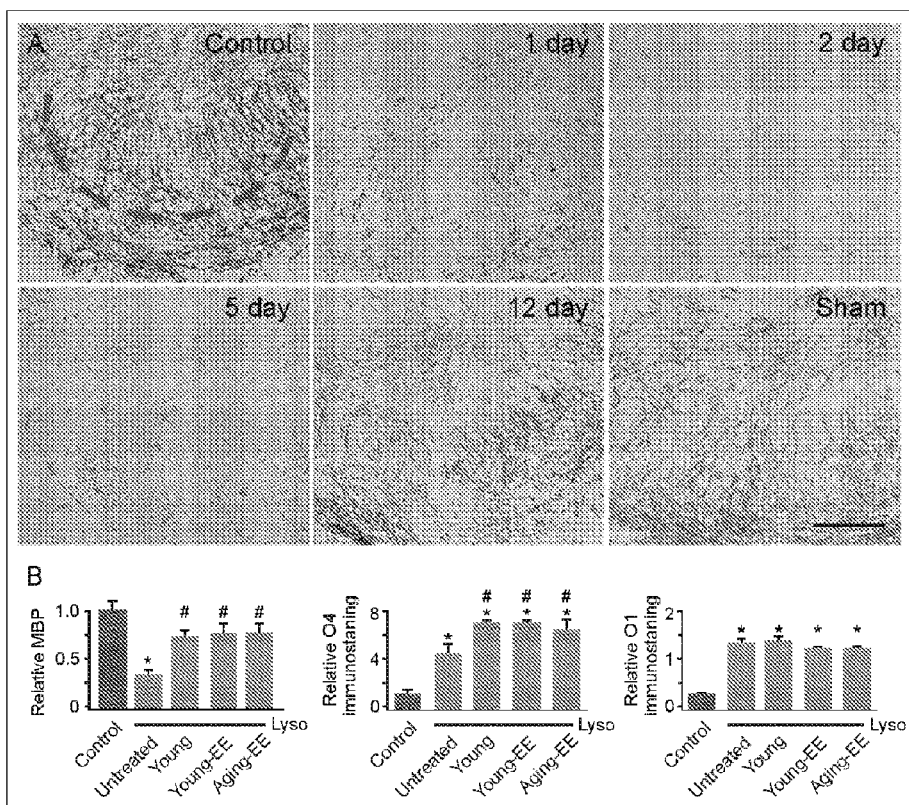 A Control 1 day 2 day
5 day 12 day Sham
B
Relative MBP
1.0
0.5
0
*
#
#
#
Control
Untreated
Young
Young-EE
Aging-EE
Lyso
Relative O4
immunostaining
8
4
0
*
#
*
#
*
#
*
Control
Untreated
Young
Young-EE
Aging-EE
Lyso
Relative O1
immunostaining
2
1
0
*
*
*
*
Control
Untreated
Young
Young-EE
Aging-EE
Lyso